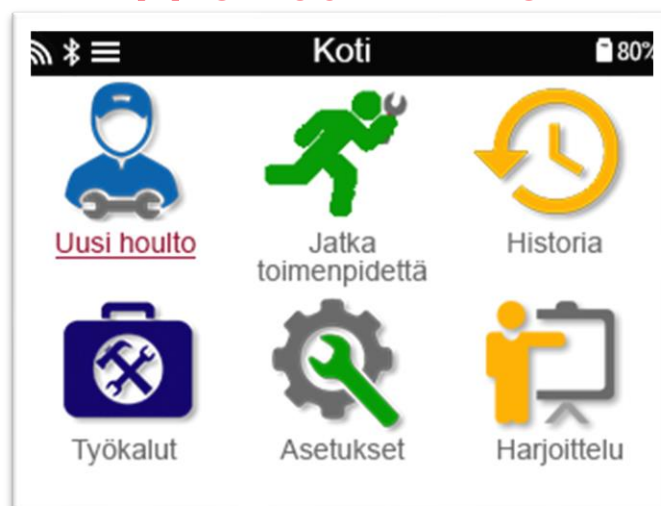 Koti
80%
Uusi houlto
Jatka
toimenpidettä
Historia
Työkalut
Asetukset
Harjoittelu